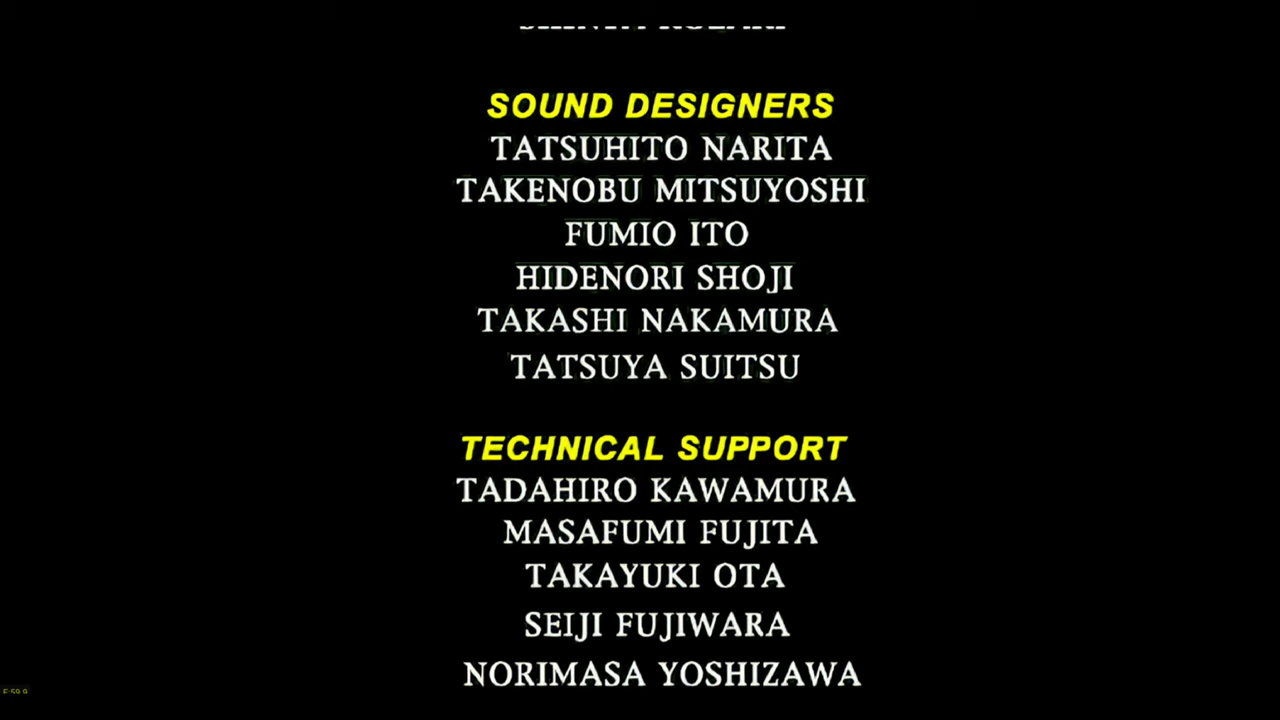 SOUND DESIGNERS
TATSUHITO NARITA
TAKENOBU MITSUYOSHI
FUMIO ITO
HIDENORI SHOJI
TAKASHI NAKAMURA
TATSUYA SUITSU
TECHNICAL SUPPORT
TADAHIRO KAWAMURA
MASAFUMI FUJITA
TAKAYUKI OTA
SEIJI FUJIWARA
NORIMASA YOSHIZAWA